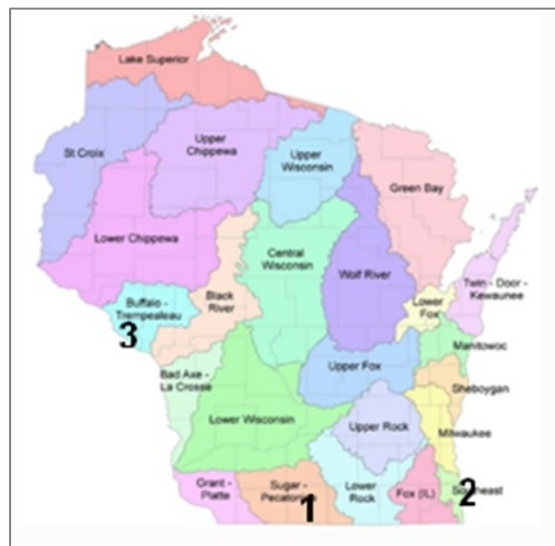 Lake Superior
St Croix
Upper
Chippewa
Upper
Wisconsin
Green Bay
Lower Chippewa
Central
Wisconsin
Wolf River
Twin - Door -
Kewaunee
Buffalo -
Trempealeau
3
Black
River
Lower
Fox
Manitowoc
Bad Axe -
La Crosse
Upper Fox
Sheboygan
Lower Wisconsin
Upper Rock
Milwaukee
Grant -
Platte
Sugar -
Pecatonica
1
Lower
Rock
Fox (IL)
Southeast
2